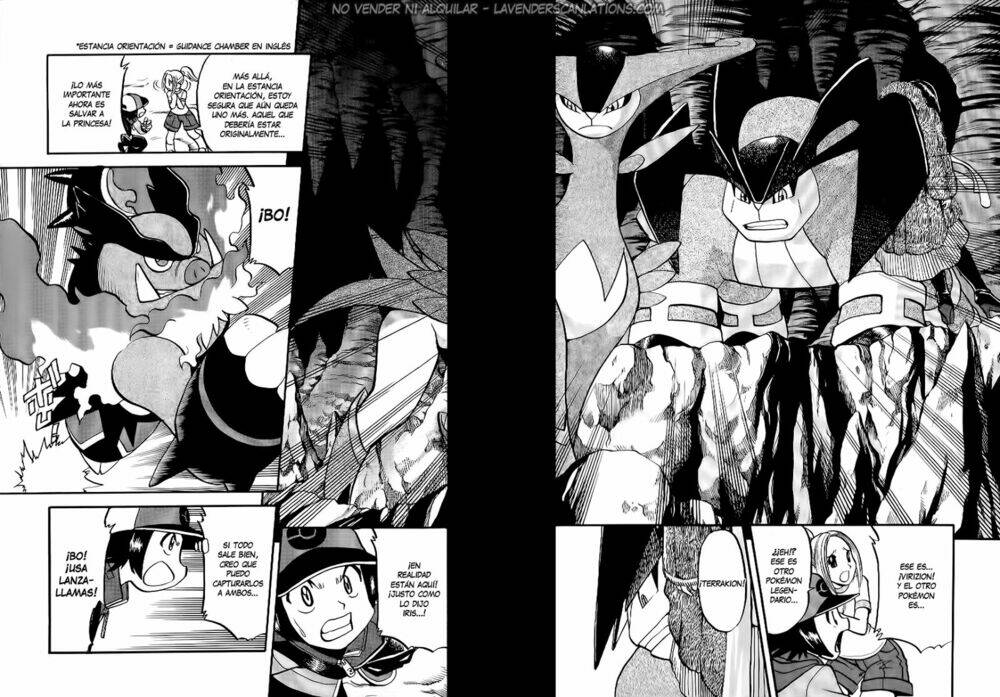 NO VENDER NI ALQUILAR - LAVENDERSCANLATIONS.COM
ESE ES...
¡VIRIZION!
Y EL OTRO
POKÉMON
ES...
¿¡EH!?
ESE ES
OTRO
POKÉMON
LEGEN-
DARIO...
¡TERRAKION!
*ESTANCIA ORIENTACIÓN = GUIDANCE CHAMBER EN INGLÉS
MÁS ALLÁ,
EN LA ESTANCIA
ORIENTACIÓN, ESTOY
SEGURA QUE AÚN QUEDA
UNO MÁS. AQUEL QUE
DEBERÍA ESTAR
ORIGINALMENTE...
¡LO MÁS
IMPORTANTE
AHORA ES
SALVAR A
LA PRINCESA!
¡BO!
¡EN
REALIDAD
ESTÁN AQUÍ!
¡JUSTO COMO
LO DIJO
IRIS...!
SI TODO
SALE BIEN,
CREO QUE
PUEDO
CAPTURARLOS
A AMBOS...
¡BO!
¡USA
LANZA-
LLAMAS!